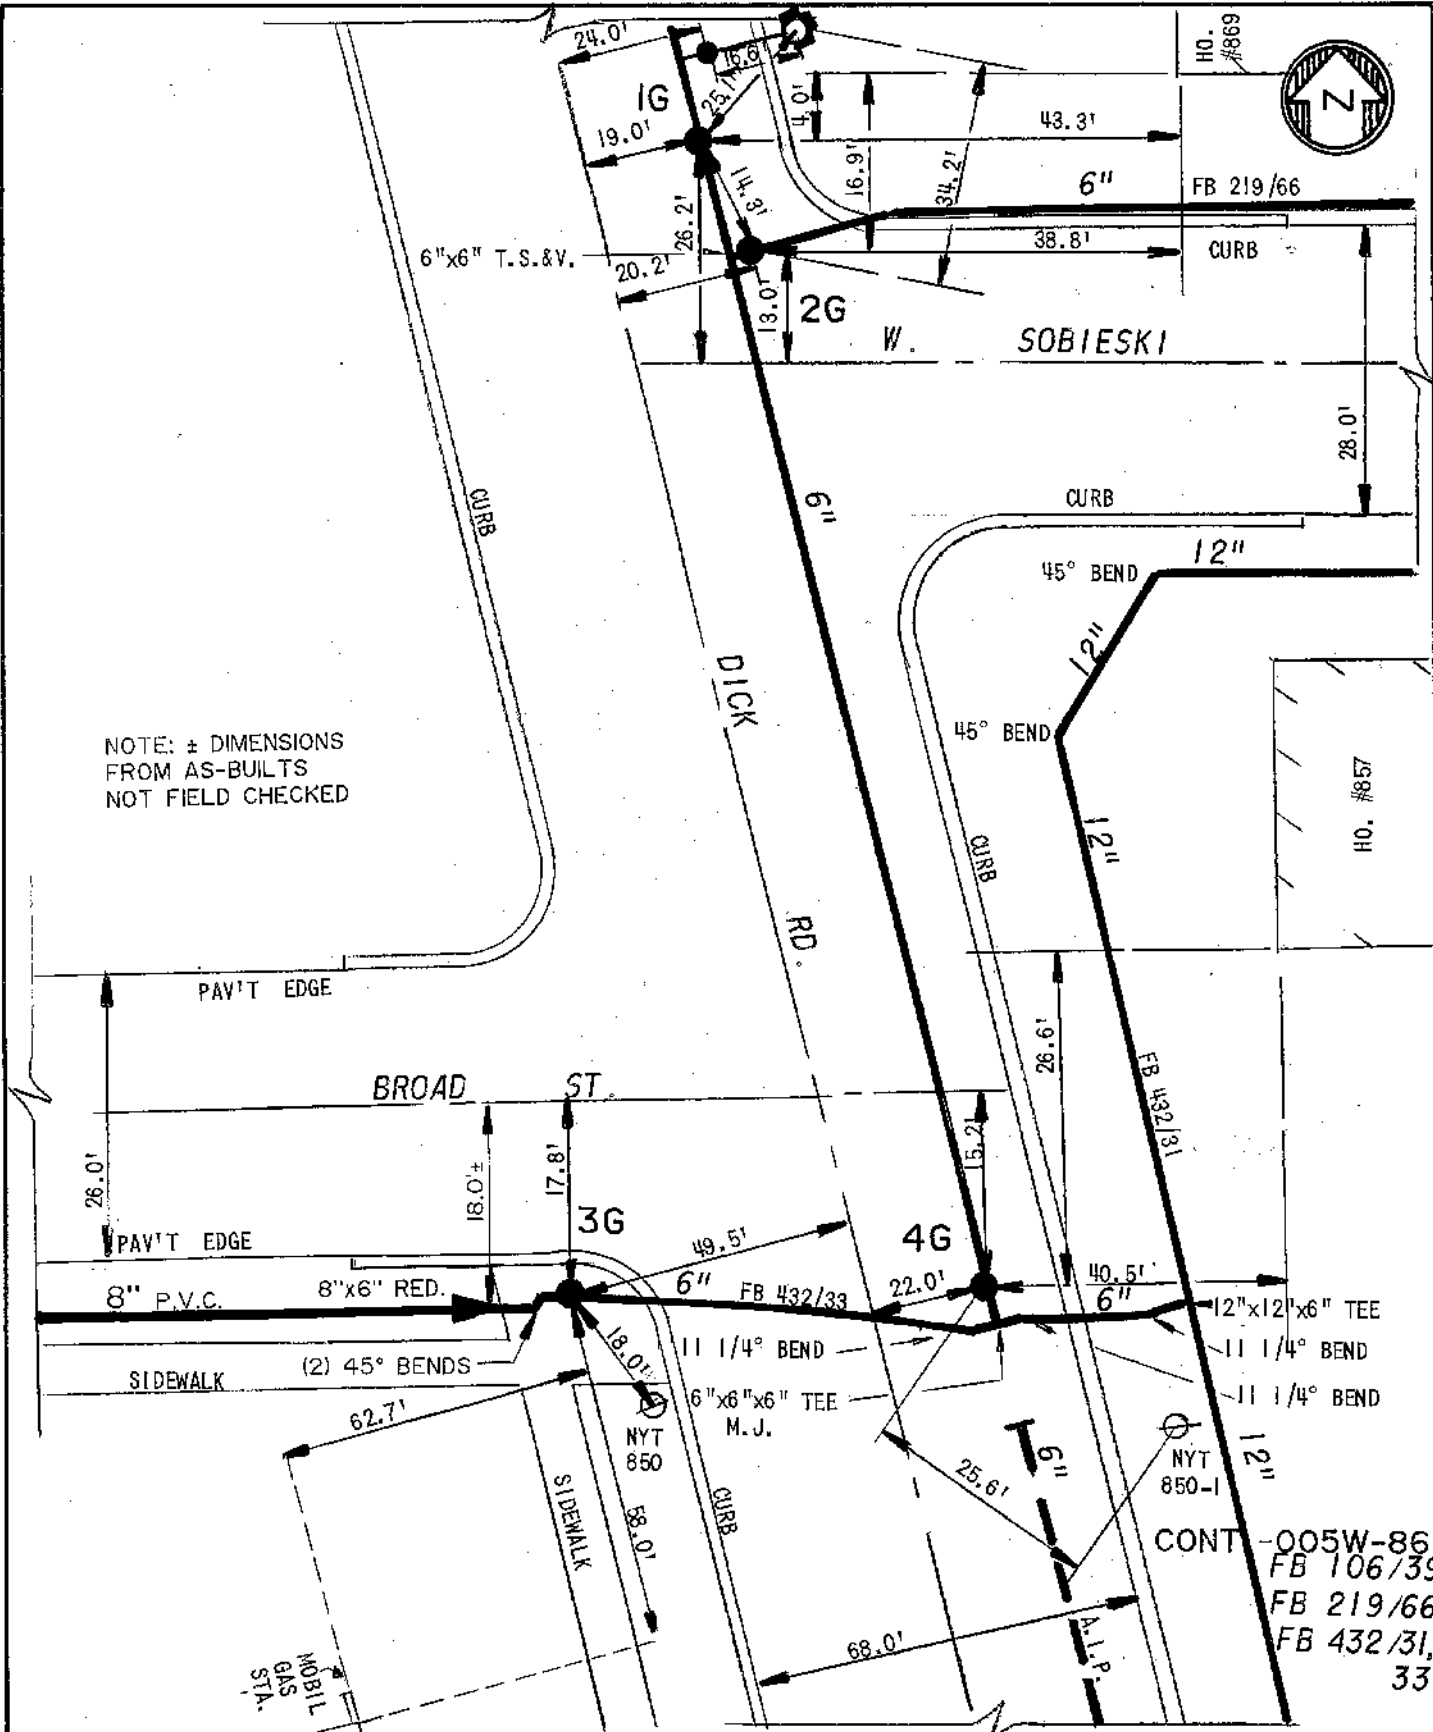 24.0'
16.6'
HO. #869
N
1G
25.1'
4.0'
43.3'
19.0'
14.3'
16.9'
34.2'
6"
FB 219/66
26.2'
6"x6" T.S.&V.
20.2'
38.8'
CURB
13.0'
2G
W. SOBIESKI
28.0'
CURB
6"
CURB
12"
45° BEND
12"
DICK RD.
45° BEND
NOTE: ± DIMENSIONS
FROM AS-BUILTS
NOT FIELD CHECKED
HO. #857
12"
CURB
PAV'T EDGE
26.6'
FB 432/31
BROAD ST.
26.0'
18.0'±
17.8'
15.2'
3G
4G
PAV'T EDGE
49.5'
8" P.V.C.
8"x6" RED.
6"
FB 432/33
22.0'
40.5'
6"
12"x12"x6" TEE
18.0'
11 1/4° BEND
11 1/4° BEND
(2) 45° BENDS
SIDEWALK
6"x6"x6" TEE
M.J.
11 1/4° BEND
62.7'
NYT
850
6"
NYT
850-1
12"
25.6'
SIDEWALK
58.0'
CURB
CONT-005W-86
FB 106/39
FB 219/66
FB 432/31,
33
68.0'
A.I.P.
MOBIL
GAS
STA.